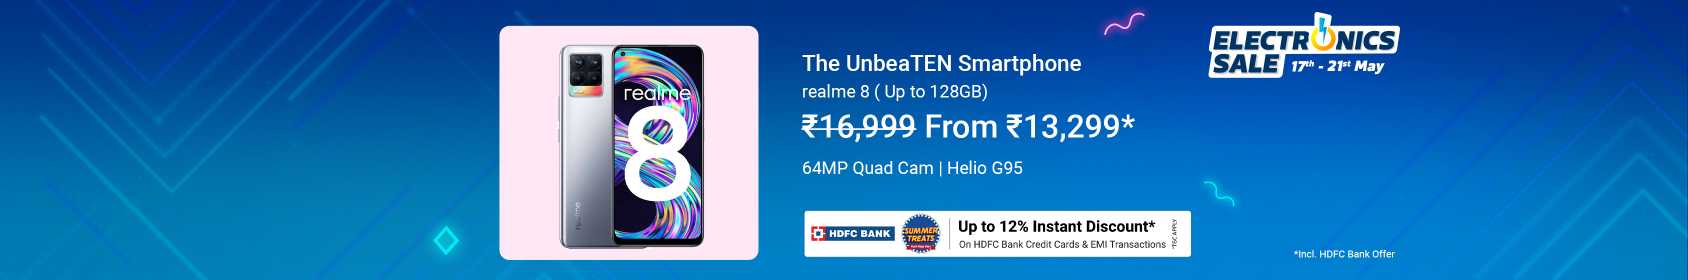 realme
8
realme
The UnbeaTEN Smartphone
realme 8 ( Up to 128GB)
₹16,999 From ₹13,299*
64MP Quad Cam | Helio G95
HDFC BANK
SUMMER
TREATS
Up to 12% Instant Discount*
On HDFC Bank Credit Cards & EMI Transactions
*T&C APPLY
ELECTRONICS
SALE 17th - 21st May
*Incl. HDFC Bank Offer